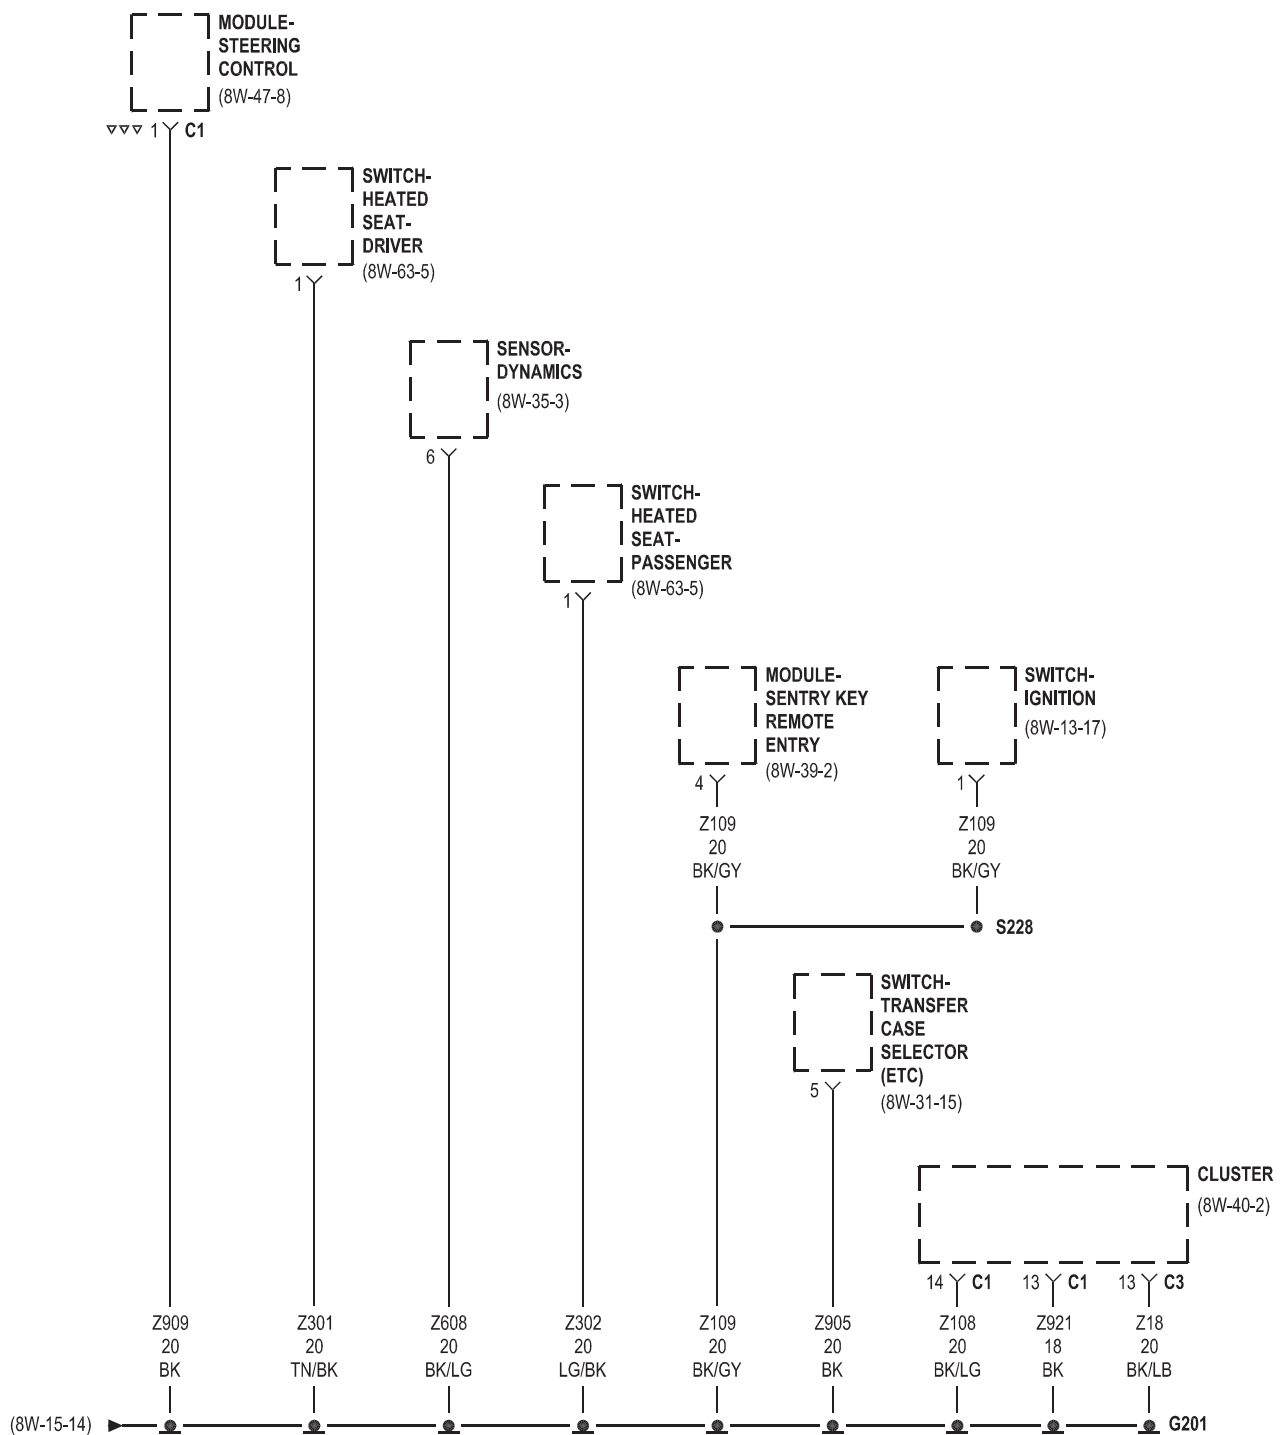 MODULE-
STEERING
CONTROL
(8W-47-8)
1 C1
SWITCH-
HEATED
SEAT-
DRIVER
(8W-63-5)
1
SENSOR-
DYNAMICS
(8W-35-3)
6
SWITCH-
HEATED
SEAT-
PASSENGER
(8W-63-5)
1
MODULE-
SENTRY KEY
REMOTE
ENTRY
(8W-39-2)
4
Z109
20
BK/GY
SWITCH-
IGNITION
(8W-13-17)
1
Z109
20
BK/GY
S228
SWITCH-
TRANSFER
CASE
SELECTOR
(ETC)
(8W-31-15)
5
CLUSTER
(8W-40-2)
14 C1 13 C1 13 C3
Z909
20
BK
Z301
20
TN/BK
Z608
20
BK/LG
Z302
20
LG/BK
Z109
20
BK/GY
Z905
20
BK
Z108
20
BK/LG
Z921
18
BK
Z18
20
BK/LB
(8W-15-14)
G201